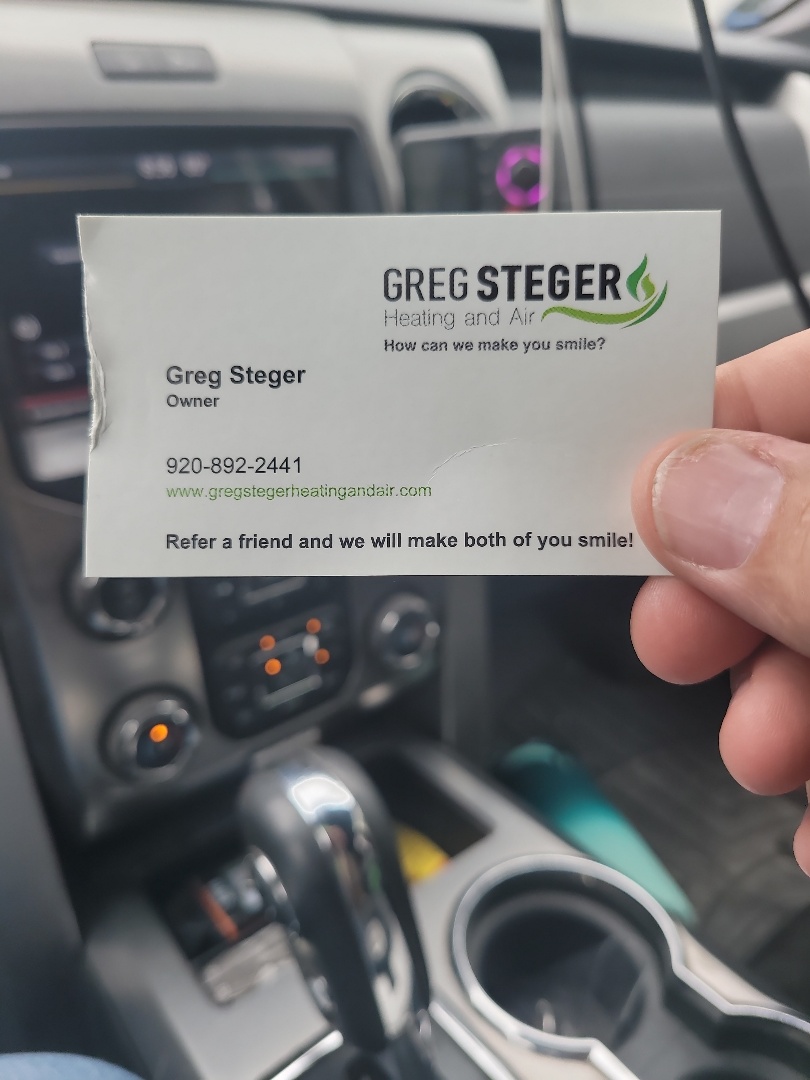 GREG STEGER
Heating and Air
How can we make you smile?
Greg Steger
Owner
920-892-2441
www.gregstegerheatingandair.com
Refer a friend and we will make both of you smile!